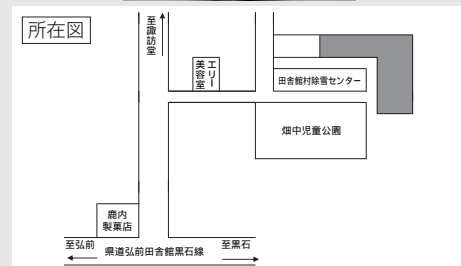 所在図
至諏訪堂
エリー
美容室
田舎館村除雪センター
畑中児童公園
鹿内
製菓店
至弘前
県道弘前田舎館黒石線
至黒石